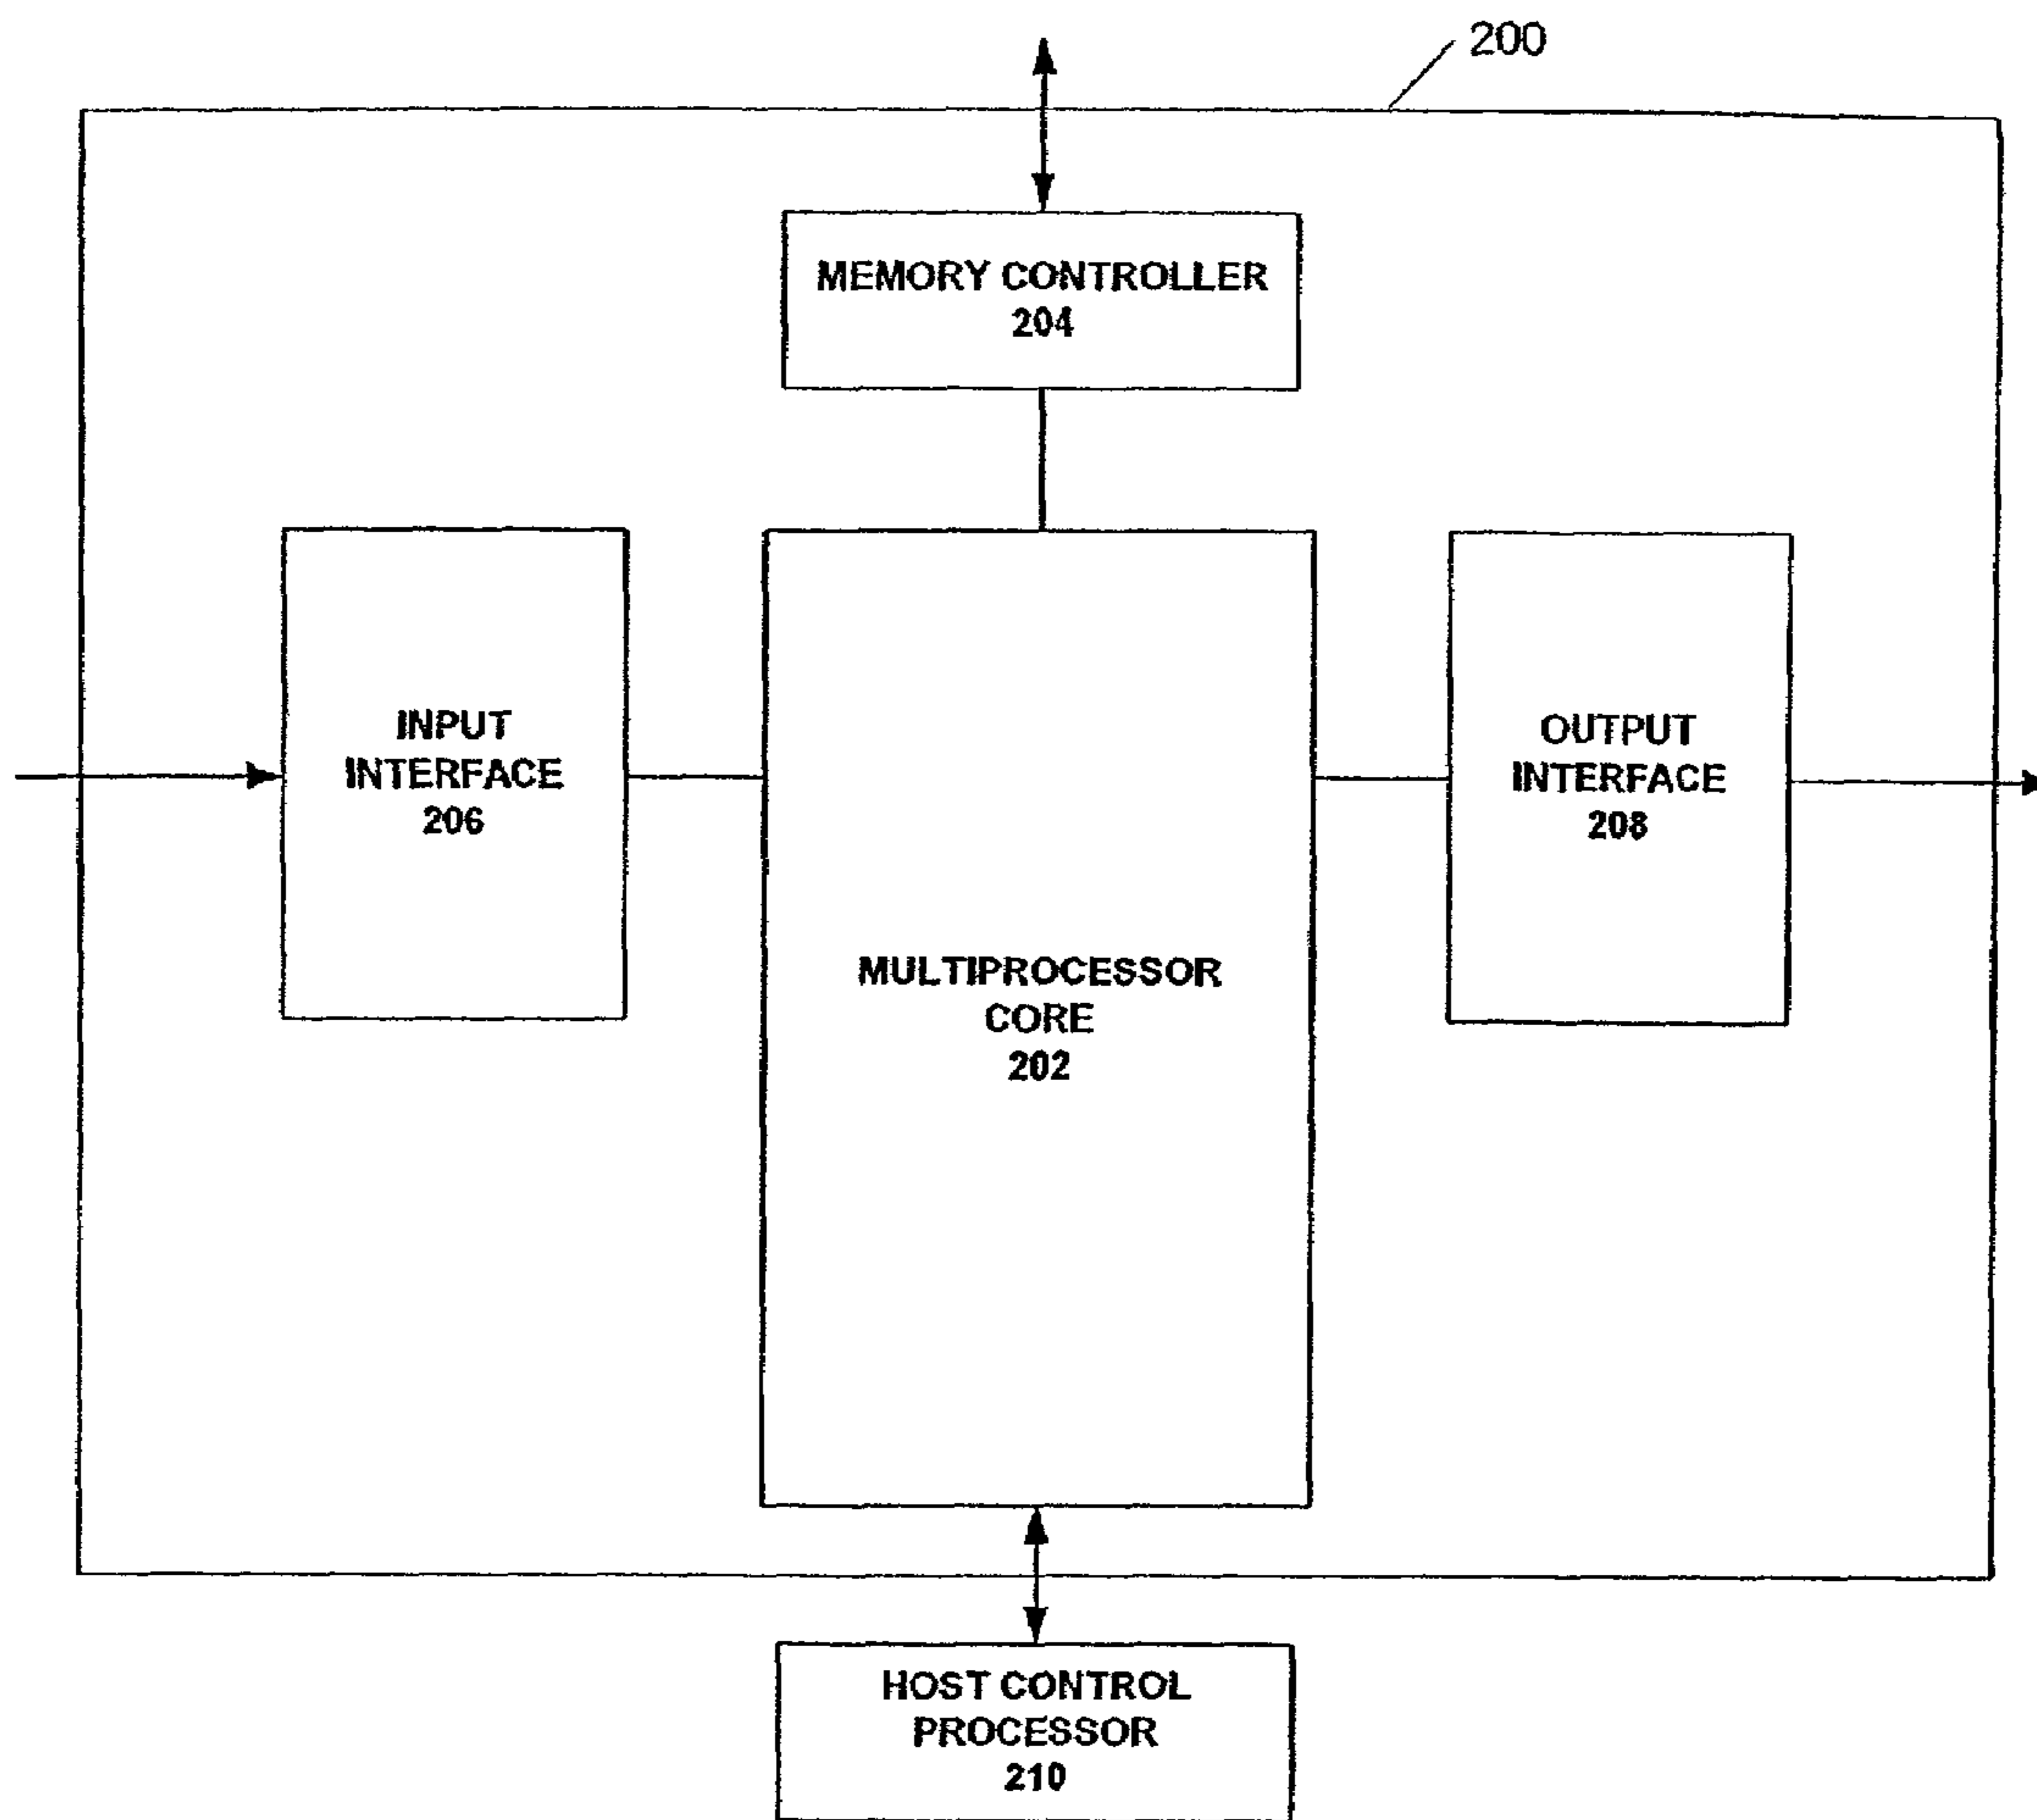 200
MEMORY CONTROLLER
204
INPUT
INTERFACE
206
OUTPUT
INTERFACE
208
MULTIPROCESSOR
CORE
202
HOST CONTROL
PROCESSOR
210